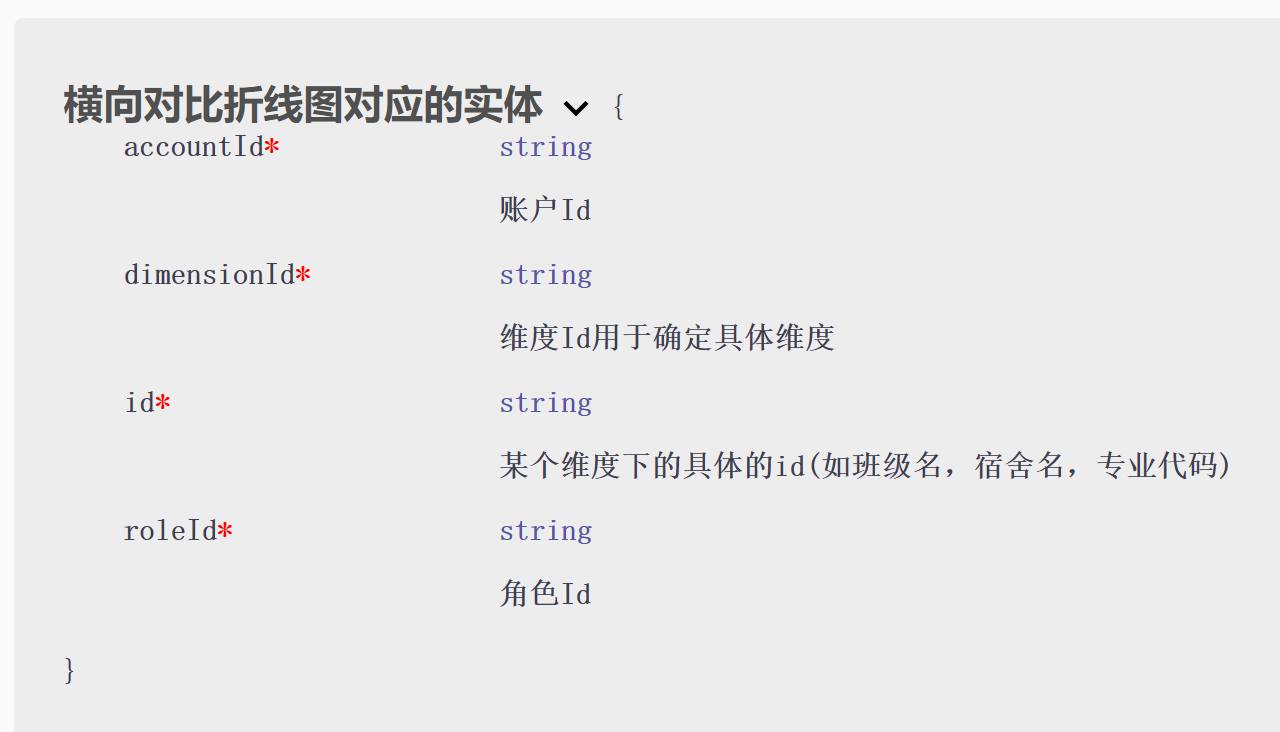 横向对比折线图对应的实体 {
accountId* string
账户Id
dimensionId* string
维度Id用于确定具体维度
id* string
某个维度下的具体的id(如班级名，宿舍名，专业代码)
roleId* string
角色Id
}